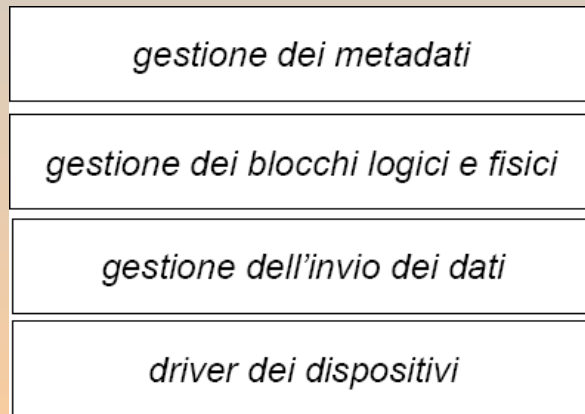 gestione dei metadati
gestione dei blocchi logici e fisici
gestione dell'invio dei dati
driver dei dispositivi